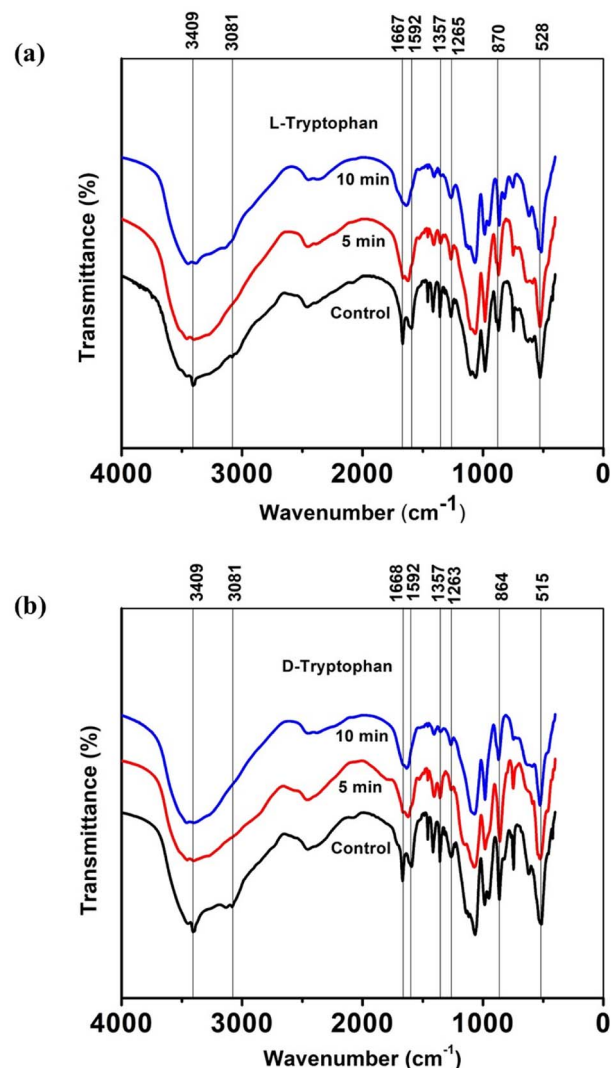 (a)
3409 3081 1667 1592 1357 1265 870 528
L-Tryptophan
10 min
5 min
Control
Transmittance (%)
4000 3000 2000 1000 0
Wavenumber (cm⁻¹)
(b)
3409 3081 1668 1592 1357 1263 864 515
D-Tryptophan
10 min
5 min
Control
Transmittance (%)
4000 3000 2000 1000 0
Wavenumber (cm⁻¹)